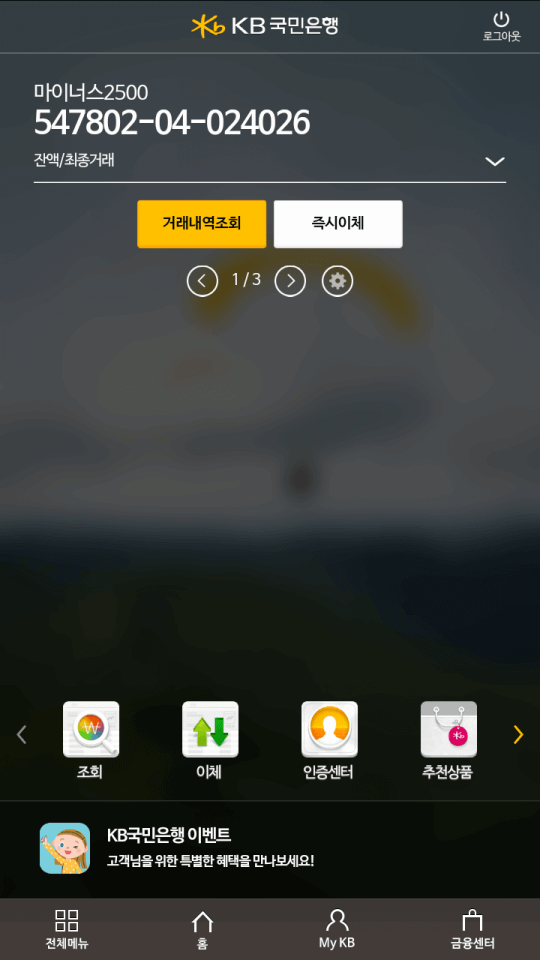 KB 국민은행
로그아웃
마이너스2500
547802-04-024026
잔액/최종거래
거래내역조회
즉시이체
1 / 3
조회
이체
인증센터
추천상품
KB국민은행 이벤트
고객님을 위한 특별한 혜택을 만나보세요!
전체메뉴
홈
My KB
금융센터